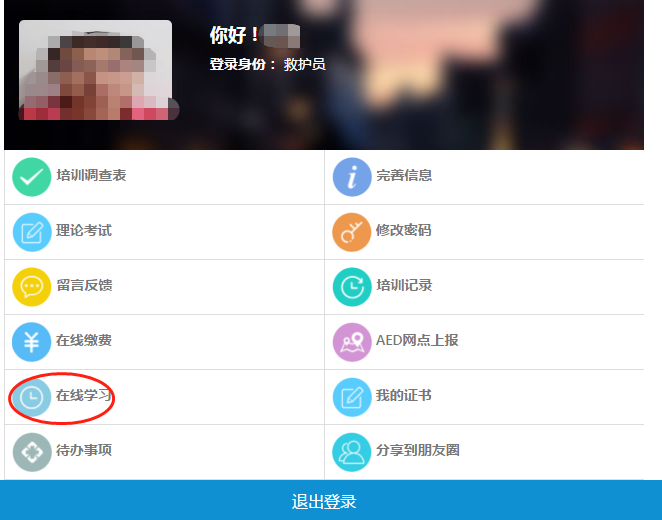 你好！
登录身份： 救护员
培训调查表
完善信息
理论考试
修改密码
留言反馈
培训记录
在线缴费
AED网点上报
在线学习
我的证书
待办事项
分享到朋友圈
退出登录